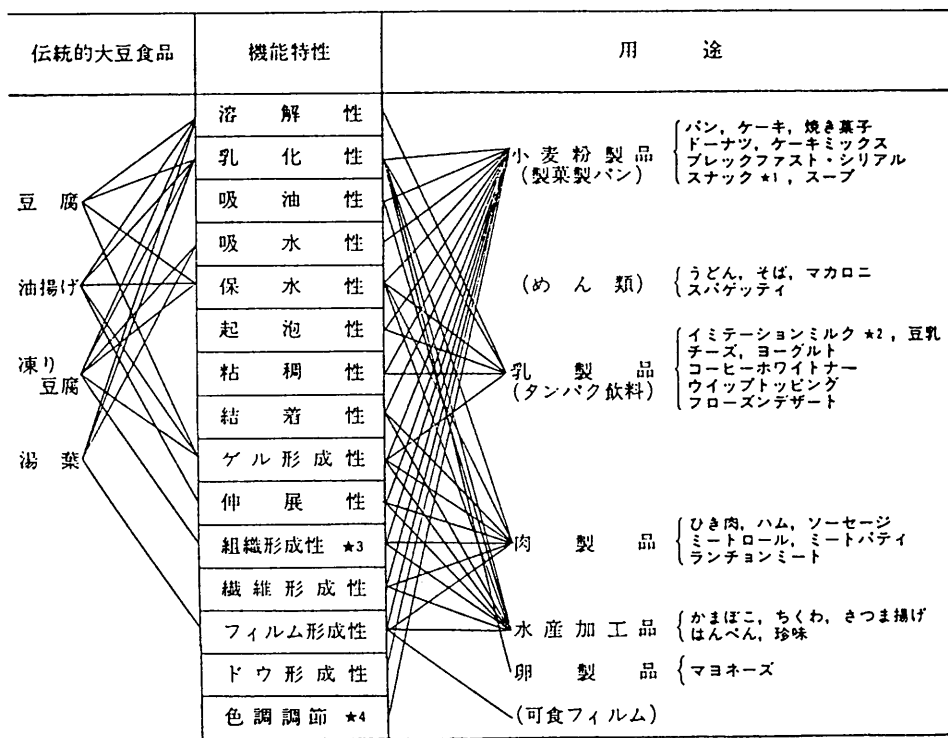 伝統的大豆食品
機能特性
用途
豆腐
油揚げ
凍り
豆腐
湯葉
溶解性
乳化性
吸油性
吸水性
保水性
起泡性
粘稠性
結着性
ゲル形成性
伸展性
組織形成性 ★3
繊維形成性
フィルム形成性
ドウ形成性
色調調節 ★4
小麦粉製品
(製菓製パン)
パン, ケーキ, 焼き菓子
ドーナツ, ケーキミックス
ブレックファスト・シリアル
スナック ★1, スープ
(めん類)
うどん, そば, マカロニ
スパゲッティ
乳製品
(タンパク飲料)
イミテーションミルク ★2, 豆乳
チーズ, ヨーグルト
コーヒーホワイトナー
ウイップトッピング
フローズンデザート
肉製品
ひき肉, ハム, ソーセージ
ミートロール, ミートパティ
ランチョンミート
水産加工品
かまぼこ, ちくわ, さつま揚げ
はんぺん, 珍味
卵製品
マヨネーズ
(可食フィルム)